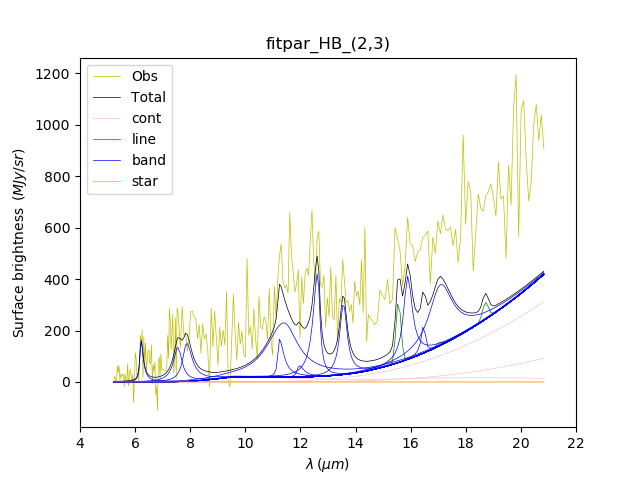 fitpar_HB_(2,3)
Surface brightness (MJy/sr)
1200
1000
800
600
400
200
0
Obs
Total
cont
line
band
star
4 6 8 10 12 14 16 18 20 22
λ (μm)